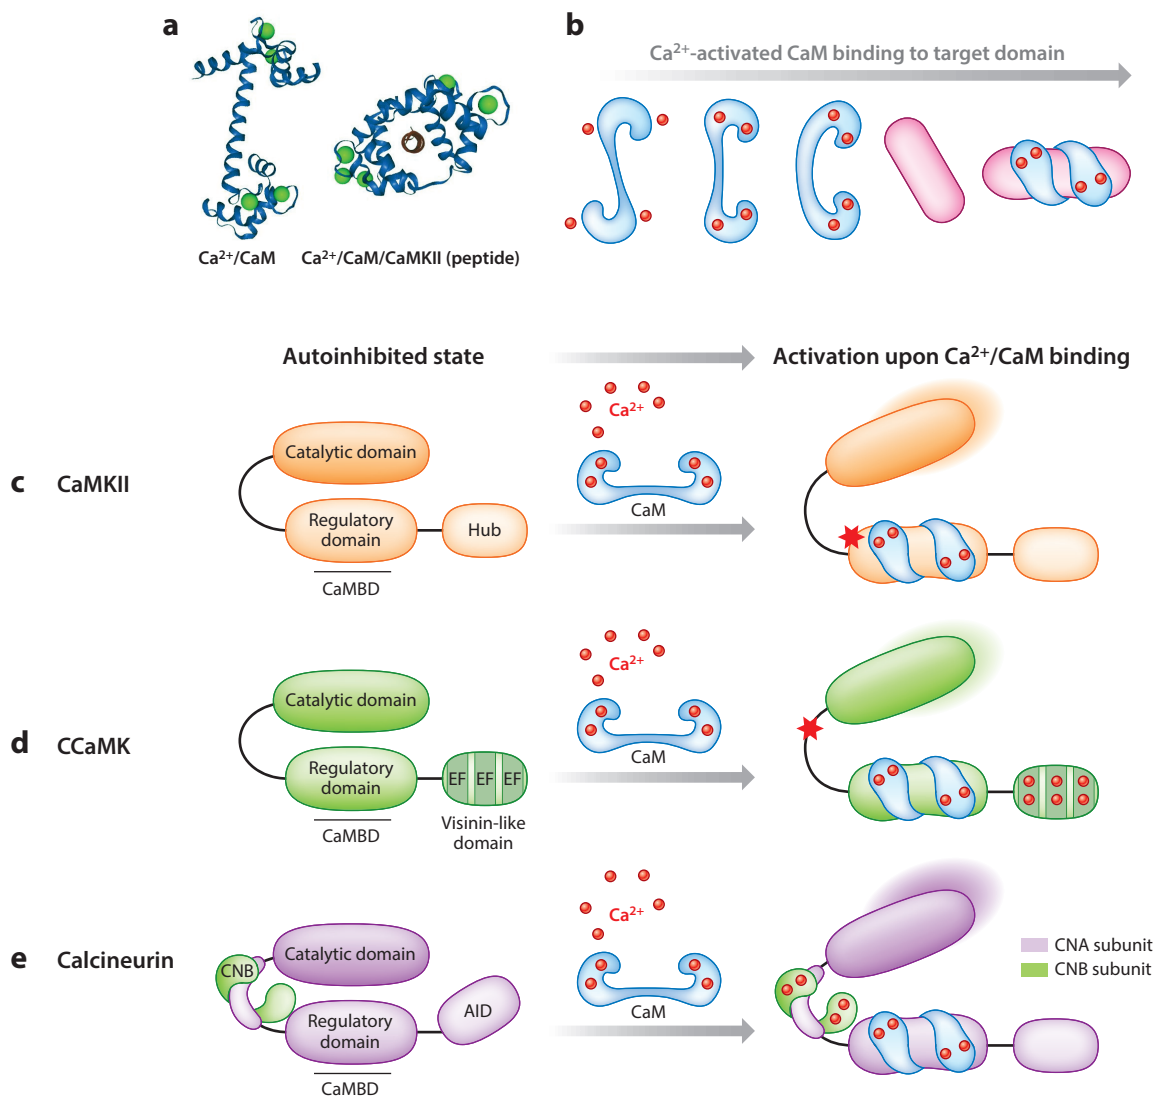 a
b
Ca²⁺-activated CaM binding to target domain
Ca²⁺/CaM
Ca²⁺/CaM/CaMKII (peptide)
Autoinhibited state
Activation upon Ca²⁺/CaM binding
c
CaMKII
Catalytic domain
Regulatory
domain
Hub
CaMBD
Ca²⁺
CaM
d
CCaMK
Catalytic domain
Regulatory
domain
EF EF EF
CaMBD
Visinin-like
domain
Ca²⁺
CaM
e
Calcineurin
CNB
Catalytic domain
Regulatory
domain
AID
CaMBD
Ca²⁺
CaM
CNA subunit
CNB subunit